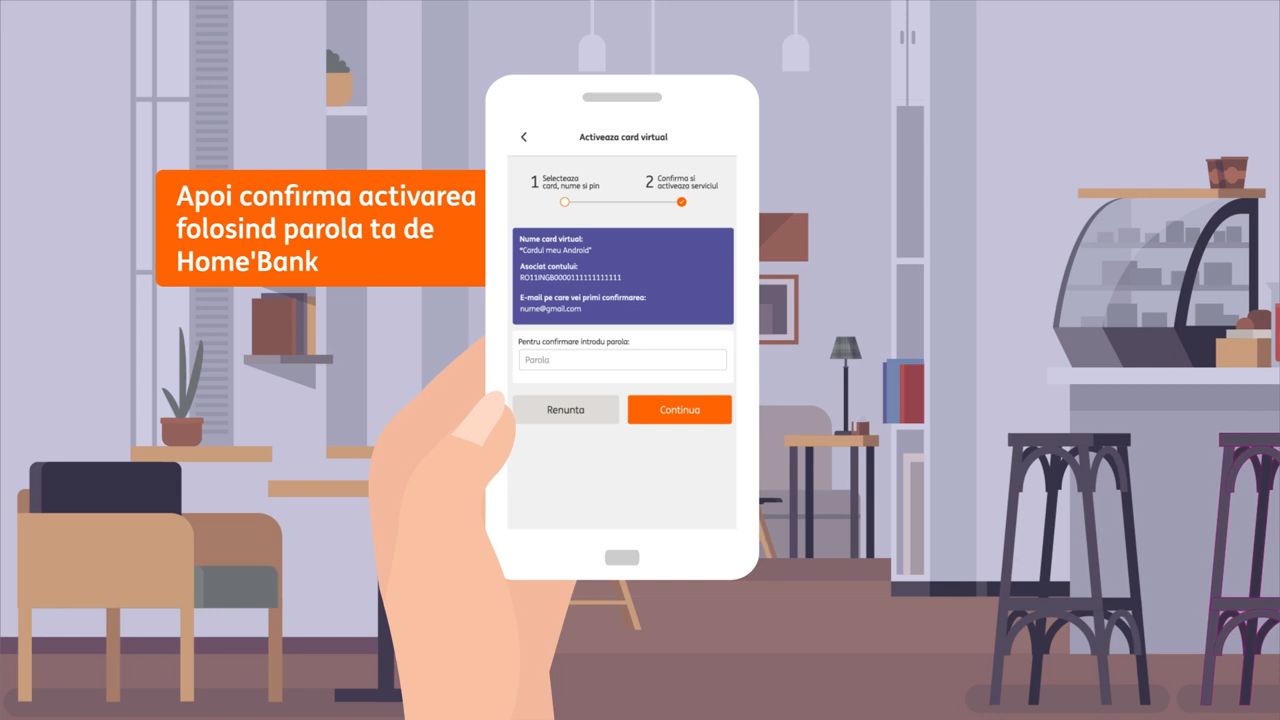 Apoi confirma activarea
folosind parola ta de
Home'Bank
Activeaza card virtual
1 Selecteaza
card, nume si pin
2 Confirma si
activeaza serviciul
Nume card virtual:
"Cardul meu Android"
Asociat contului:
RO11INGB0000111111111111
E-mail pe care vei primi confirmarea:
nume@gmail.com
Pentru confirmare introdu parola:
Parola
Renunta
Continua